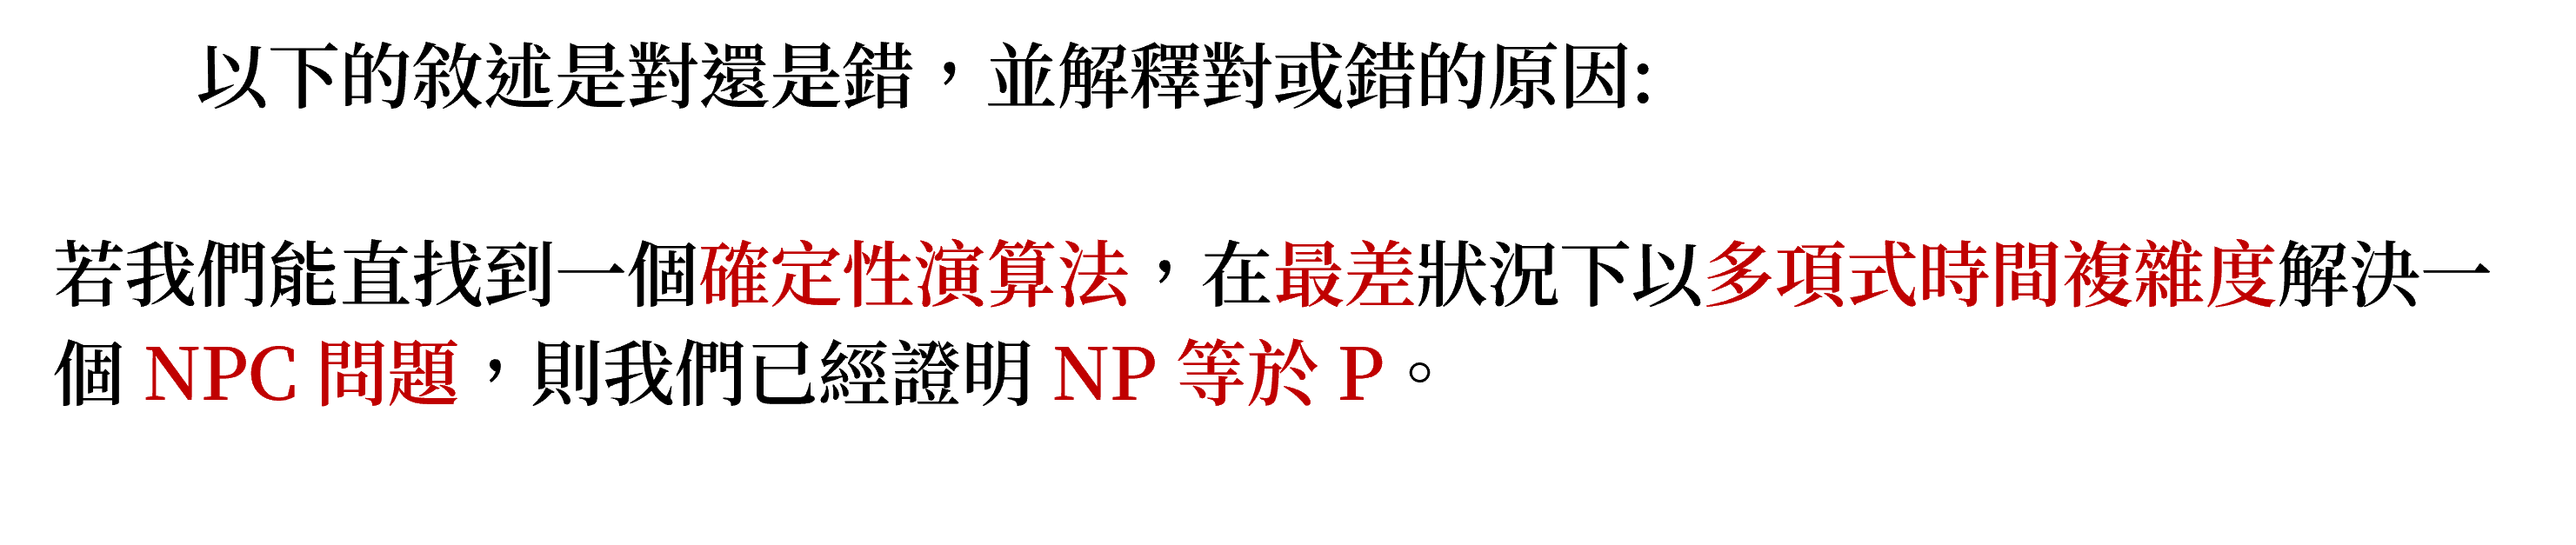 以下的敘述是對還是錯，並解釋對或錯的原因:
若我們能直找到一個確定性演算法，在最差狀況下以多項式時間複雜度解決一
個 NPC 問題，則我們已經證明 NP 等於 P。